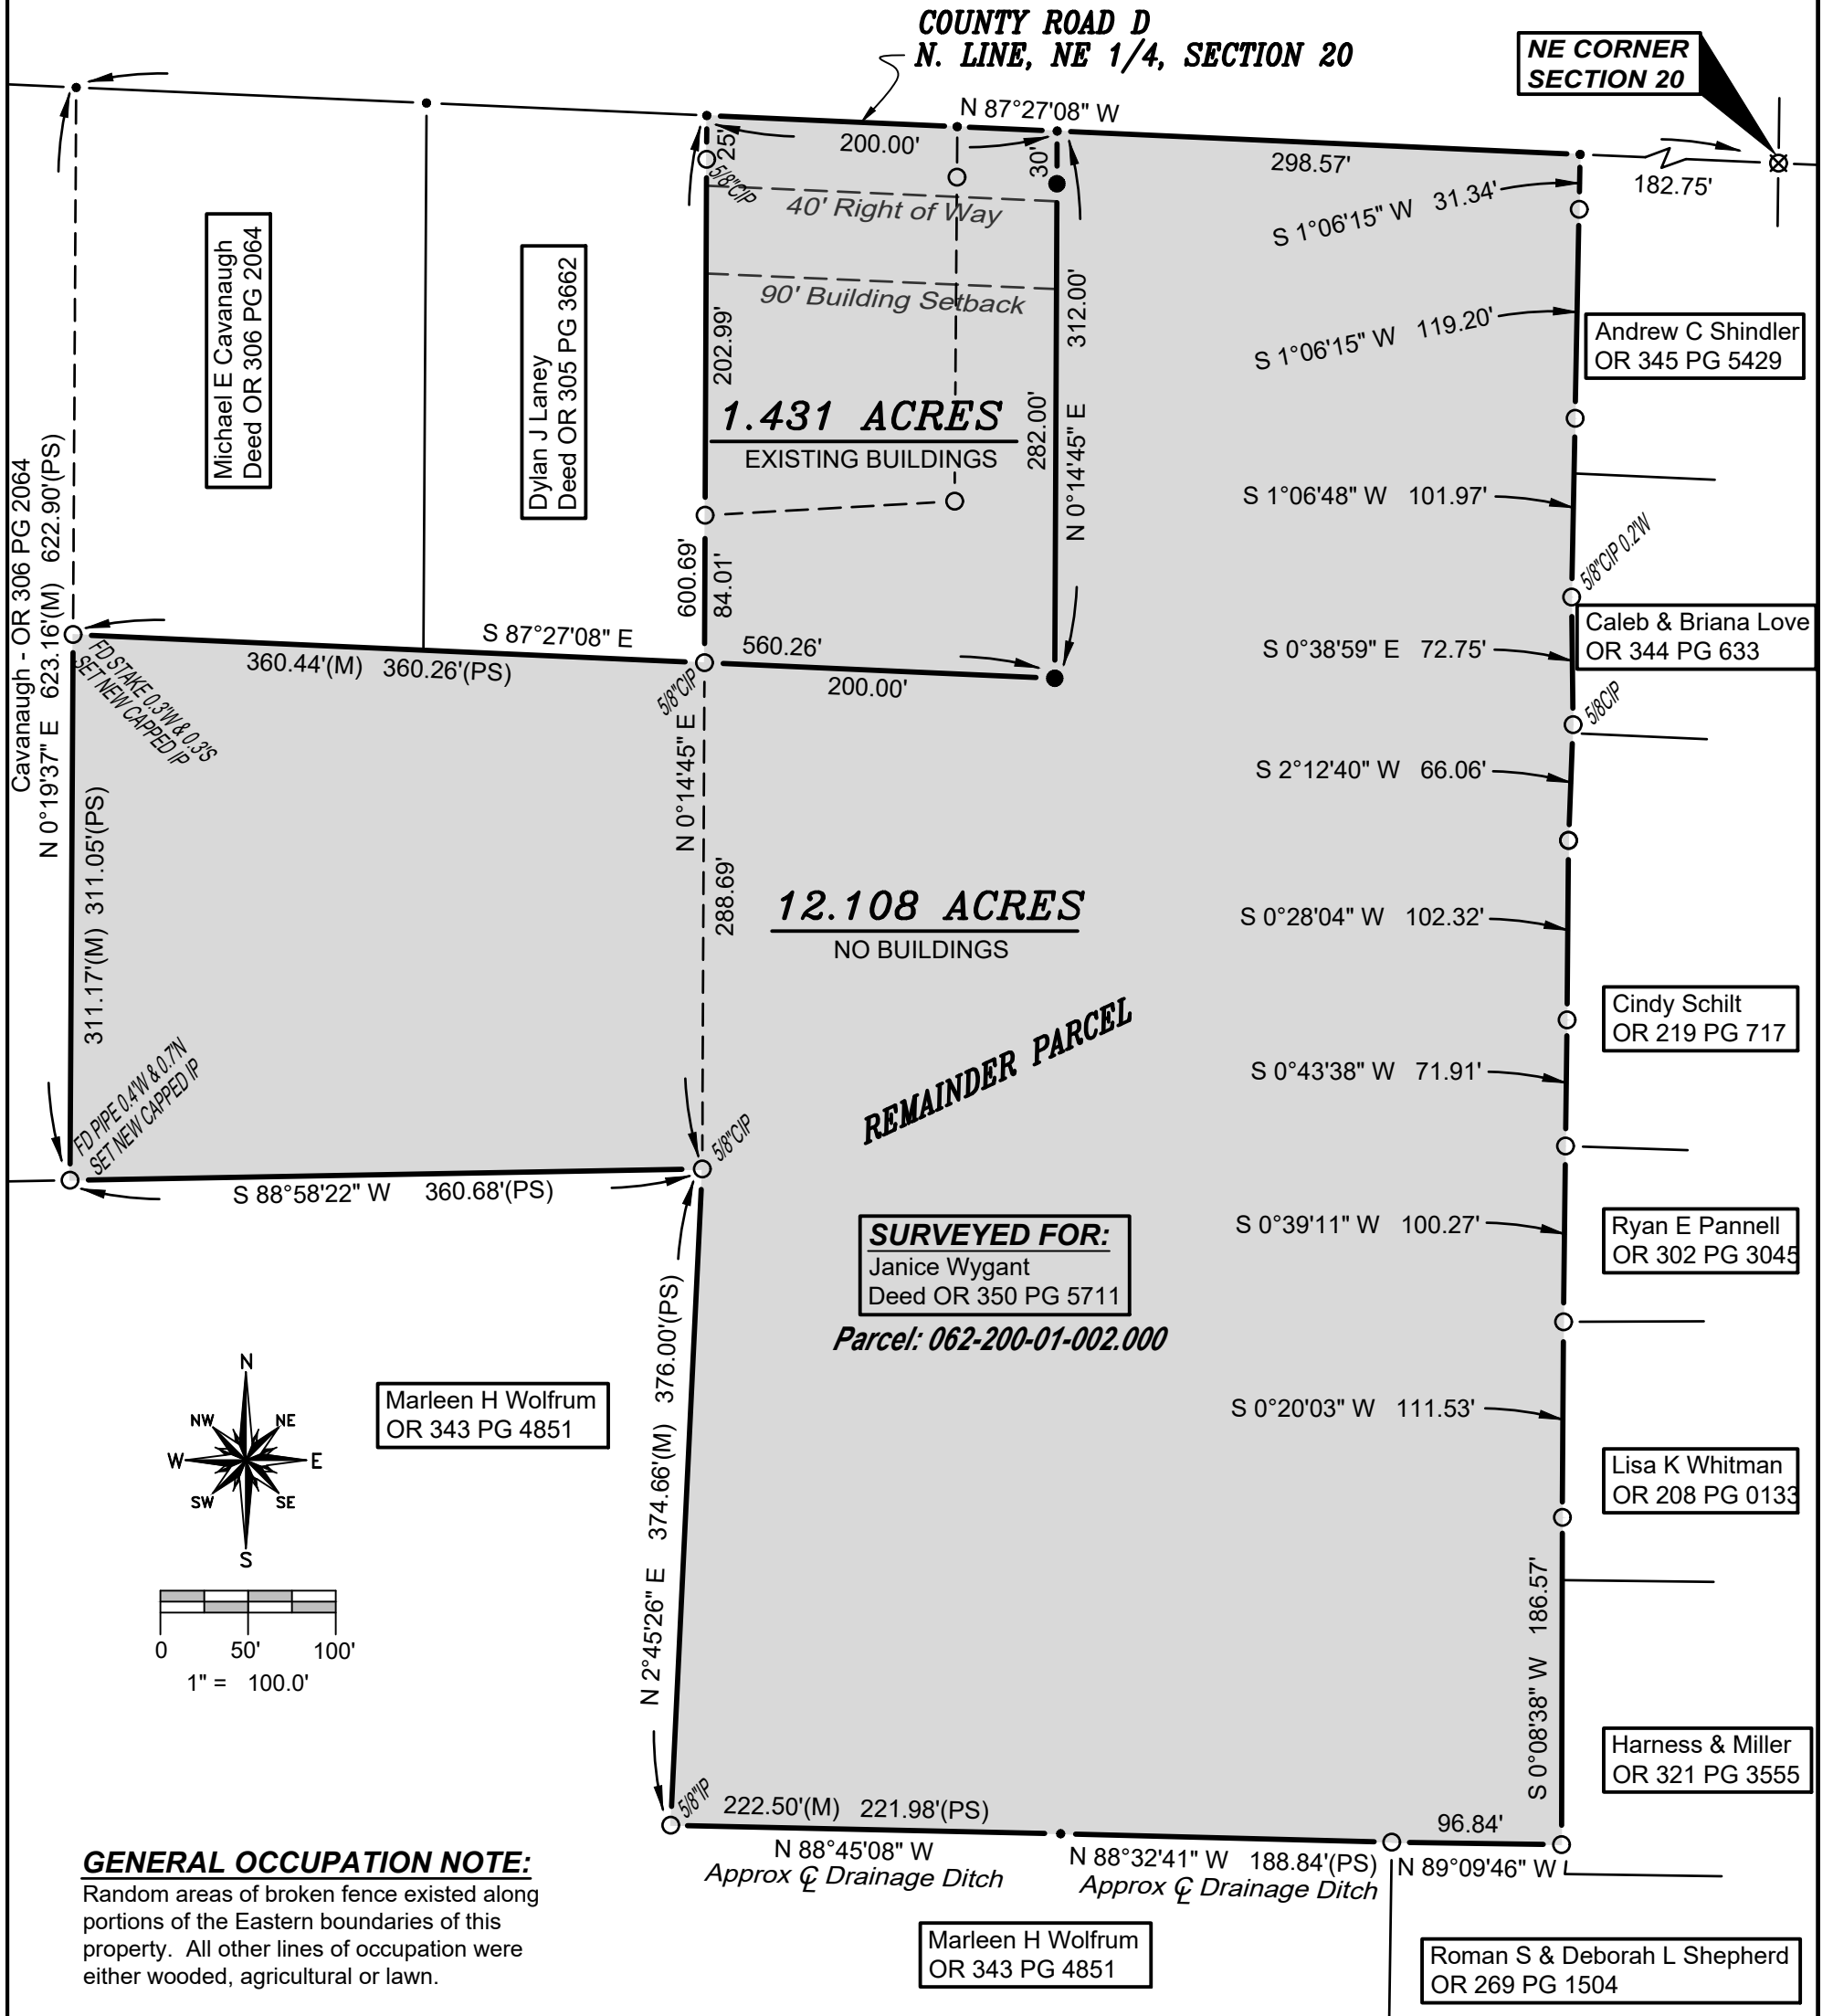 COUNTY ROAD D
N. LINE, NE 1/4, SECTION 20
NE CORNER
SECTION 20
N 87°27'08" W
200.00'
298.57'
182.75'
25'
30'
5/8"CIP
40' Right of Way
90' Building Setback
S 1°06'15" W 31.34'
S 1°06'15" W 119.20'
Andrew C Shindler
OR 345 PG 5429
Michael E Cavanaugh
Deed OR 306 PG 2064
Dylan J Laney
Deed OR 305 PG 3662
202.99'
312.00'
282.00'
N 0°14'45" E
1.431 ACRES
EXISTING BUILDINGS
S 1°06'48" W 101.97'
5/8"CIP 0.2'W
Cavanaugh - OR 306 PG 2064
N 0°19'37" E 623.16'(M) 622.90'(PS)
600.69'
84.01'
S 87°27'08" E
360.44'(M) 360.26'(PS)
560.26'
200.00'
FD STAKE 0.3'W & 0.3'S
SET NEW CAPPED IP
5/8"CIP
Caleb & Briana Love
OR 344 PG 633
S 0°38'59" E 72.75'
5/8CIP
S 2°12'40" W 66.06'
N 0°14'45" E
288.69'
311.17'(M) 311.05'(PS)
12.108 ACRES
NO BUILDINGS
S 0°28'04" W 102.32'
Cindy Schilt
OR 219 PG 717
REMAINDER PARCEL
S 0°43'38" W 71.91'
FD PIPE 0.4'W & 0.7'N
SET NEW CAPPED IP
5/8"CIP
S 88°58'22" W 360.68'(PS)
SURVEYED FOR:
Janice Wygant
Deed OR 350 PG 5711
Parcel: 062-200-01-002.000
S 0°39'11" W 100.27'
Ryan E Pannell
OR 302 PG 3045
S 0°20'03" W 111.53'
N
NW
NE
W
E
SW
SE
S
Marleen H Wolfrum
OR 343 PG 4851
N 2°45'26" E 374.66'(M) 376.00'(PS)
Lisa K Whitman
OR 208 PG 0133
0 50' 100'
1" = 100.0'
S 0°08'38" W 186.57'
Harness & Miller
OR 321 PG 3555
5/8"IP
222.50'(M) 221.98'(PS)
96.84'
N 88°45'08" W
Approx ℄ Drainage Ditch
N 88°32'41" W 188.84'(PS)
Approx ℄ Drainage Ditch
N 89°09'46" W
GENERAL OCCUPATION NOTE:
Random areas of broken fence existed along
portions of the Eastern boundaries of this
property. All other lines of occupation were
either wooded, agricultural or lawn.
Marleen H Wolfrum
OR 343 PG 4851
Roman S & Deborah L Shepherd
OR 269 PG 1504